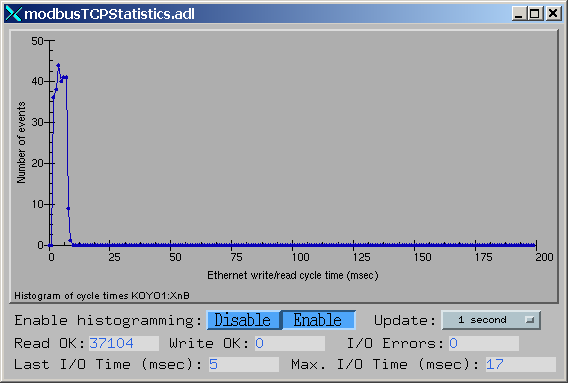 modbusTCPStatistics.adl
50
40
30
20
10
0
Number of events
0 25 50 75 100 125 150 175 200
Ethernet write/read cycle time (msec)
Histogram of cycle times KOYO1:XnB
Enable histogramming: Disable Enable Update: 1 second
Read OK: 37104 Write OK: 0 I/O Errors: 0
Last I/O Time (msec): 5 Max. I/O Time (msec): 17